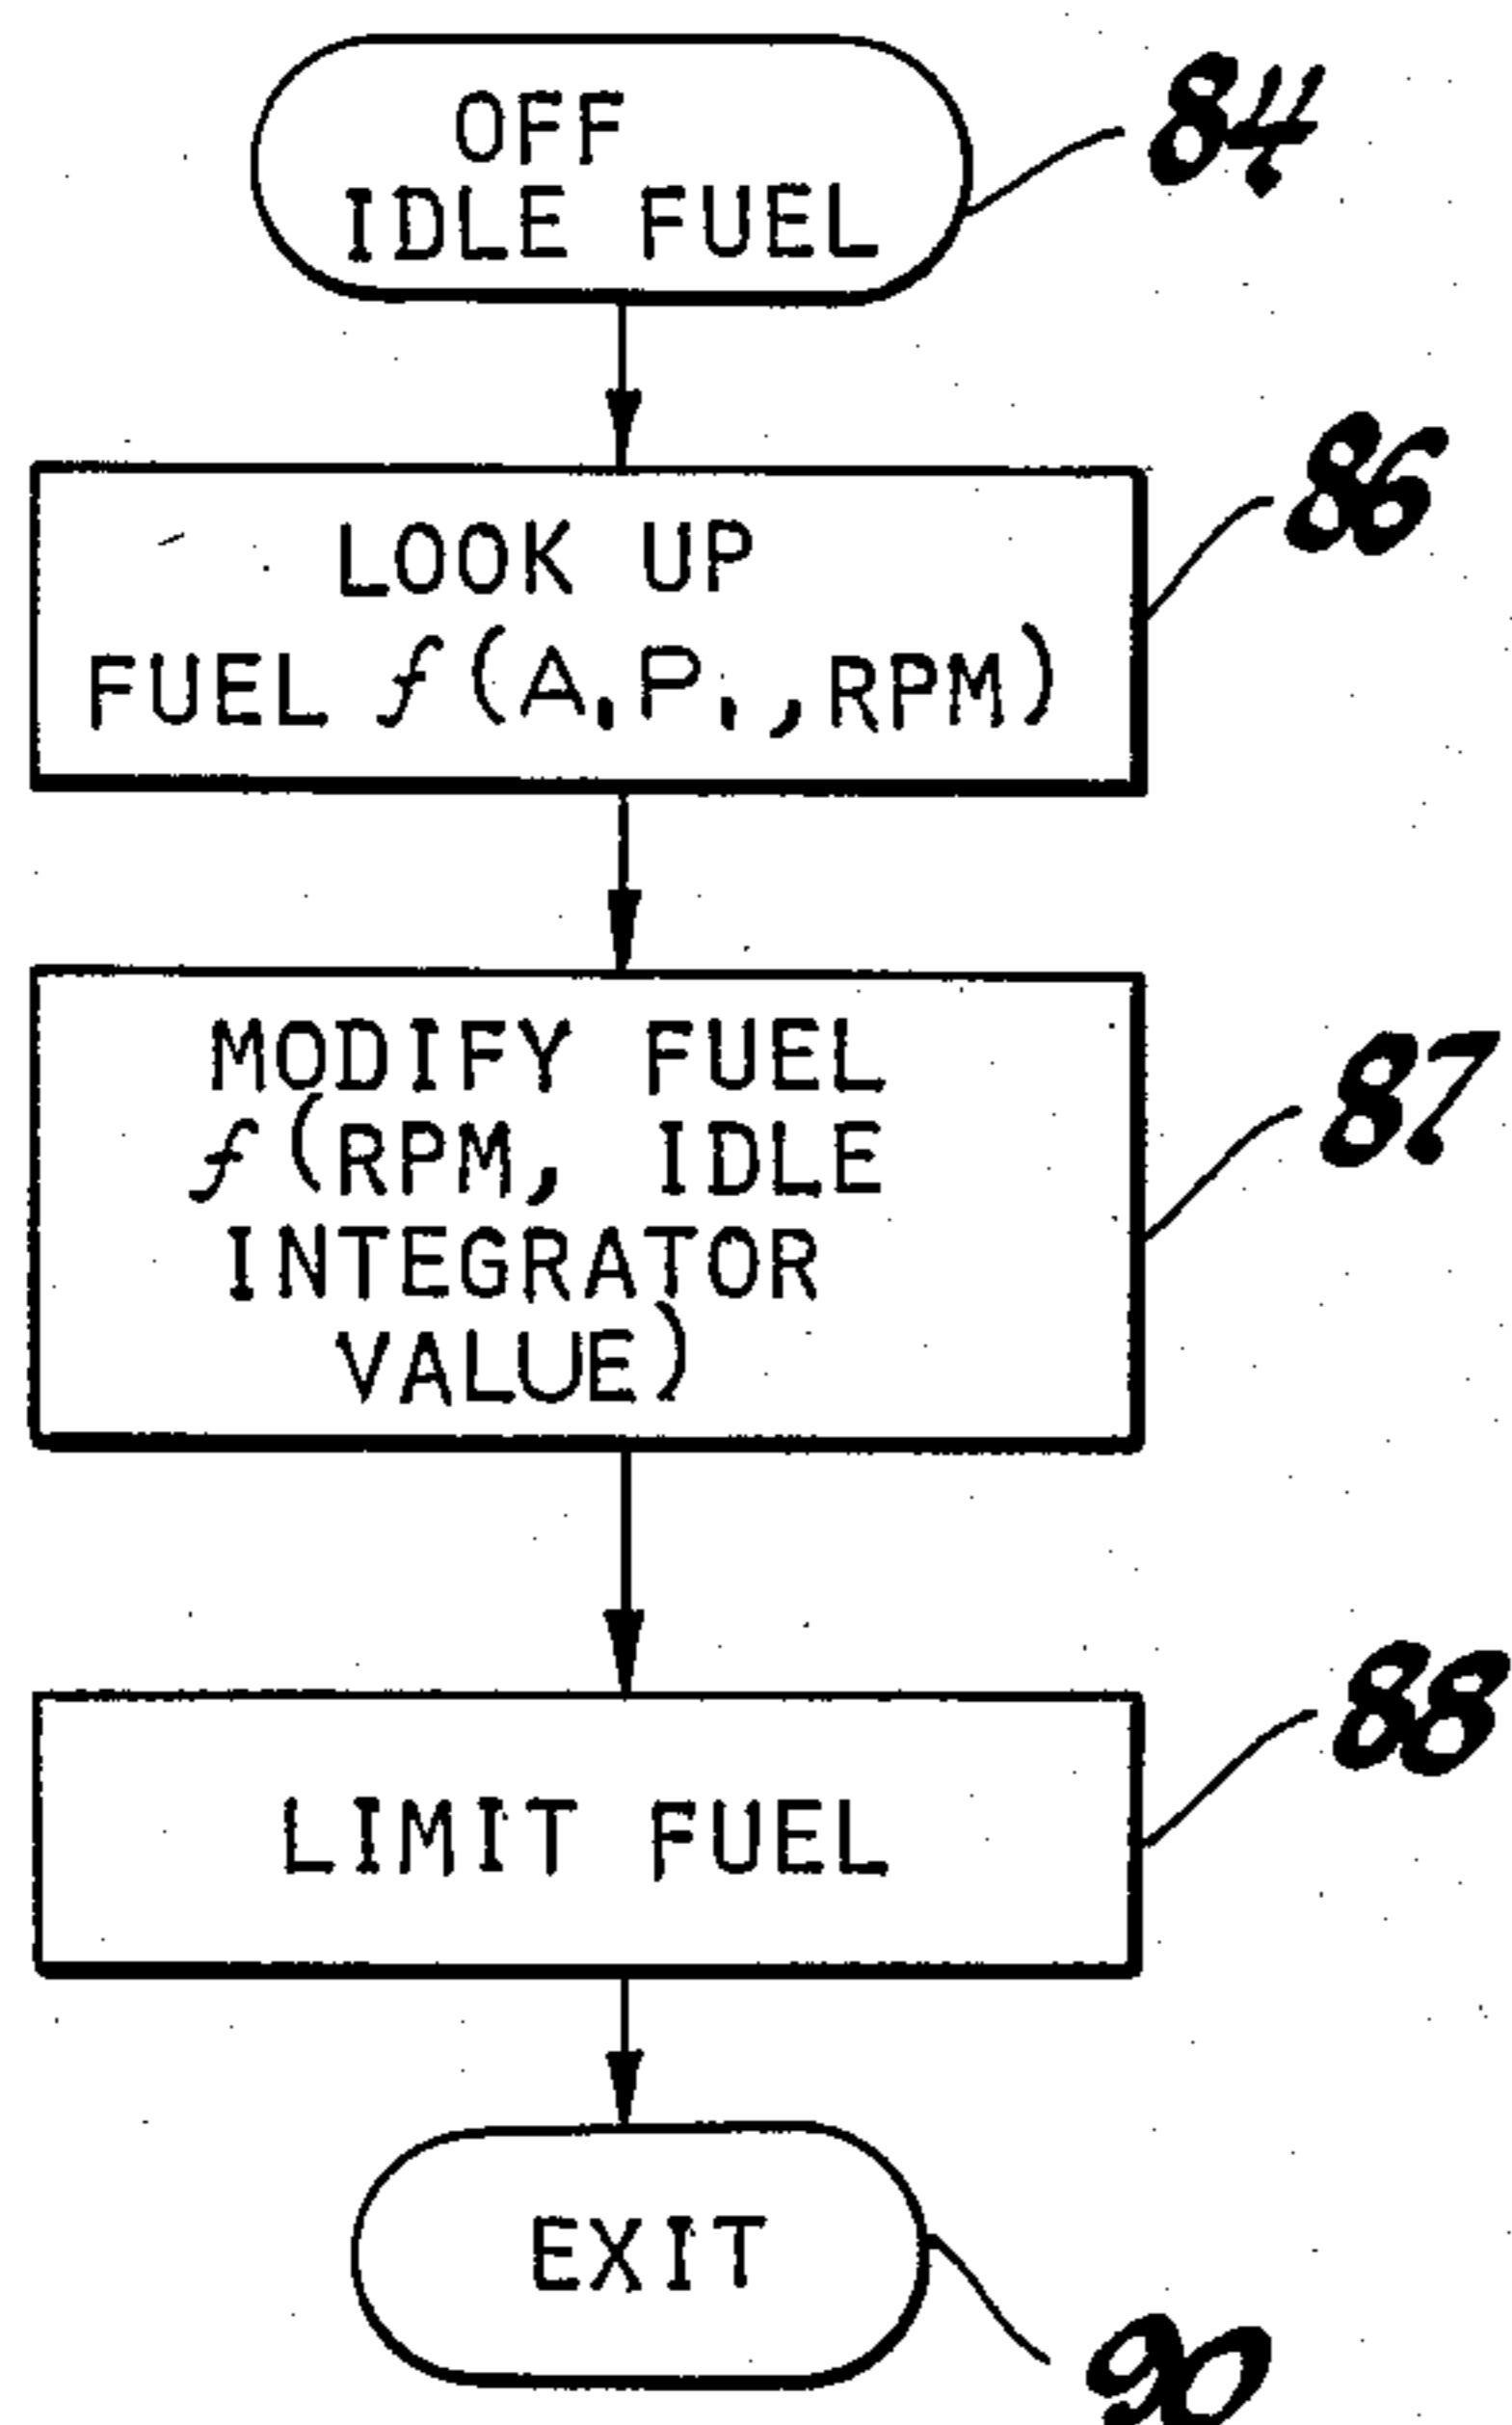 OFF
IDLE FUEL
84
LOOK UP
FUEL f(A.P.,RPM)
86
MODIFY FUEL
f(RPM, IDLE
INTEGRATOR
VALUE)
87
LIMIT FUEL
88
EXIT
90